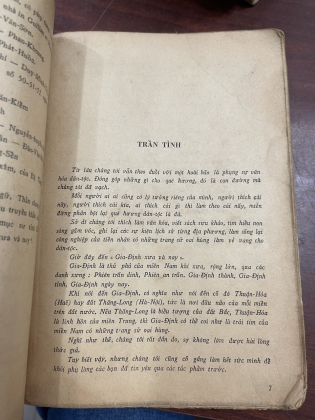 TRẦN TÌNH
Từ lâu chúng tôi vẫn theo đuổi với một hoài bão là phụng sự văn
hóa dân-tộc. Đóng góp những gì cho quê hương, đó là con đường mà
chúng tôi đã vạch.
Mỗi người ai ai cũng có lý tưởng riêng của mình, người thích cái
này, người thích cái kia, ai thích gì thì làm theo cái nấy, miễn
đừng phản bội lại quê hương dân-tộc là đủ.
Sở dĩ chúng tôi thích làm văn-hóa, viết sách sưu khảo, tìm hiểu non
sông gấm vóc, ghi lại các sự kiện lịch sử từng địa phương, làm sống lại
công nghiệp của tiền nhân có những trang sử oai hùng làm vẻ vang cho
dân-tộc.
Giờ đây đến « Gia-Định xưa và nay ».
Gia-Định là thủ phủ của miền Nam khi xưa, rộng lớn, qua các
danh xưng : Phiên trấn dinh, Phiên an trấn, Gia-Định thành, Gia-Định
tỉnh, Gia-Định ngày nay.
Khi nói đến Gia-Định, có nghĩa như nói đến cố đô Thuận-Hóa
(Huế) hay đất Thăng-Long (Hà-Nội), tức là nơi đầu não của mỗi miền
trên đất nước. Nếu Thăng-Long là biểu tượng của đất Bắc, Thuận-Hóa
là linh hồn của miền Trung, thì Gia-Định có thể coi như là trái tim của
miền Nam có những trang sử oai hùng.
Nghĩ như thế, chúng tôi tốt đến đó, sợ không làm được hài lòng
thức giả.
Tuy biết vậy, nhưng chúng tôi cũng cố gắng làm hết sức mình để
khỏi phụ lòng các bạn đã tin yêu qua các tác phẩm trước.
7